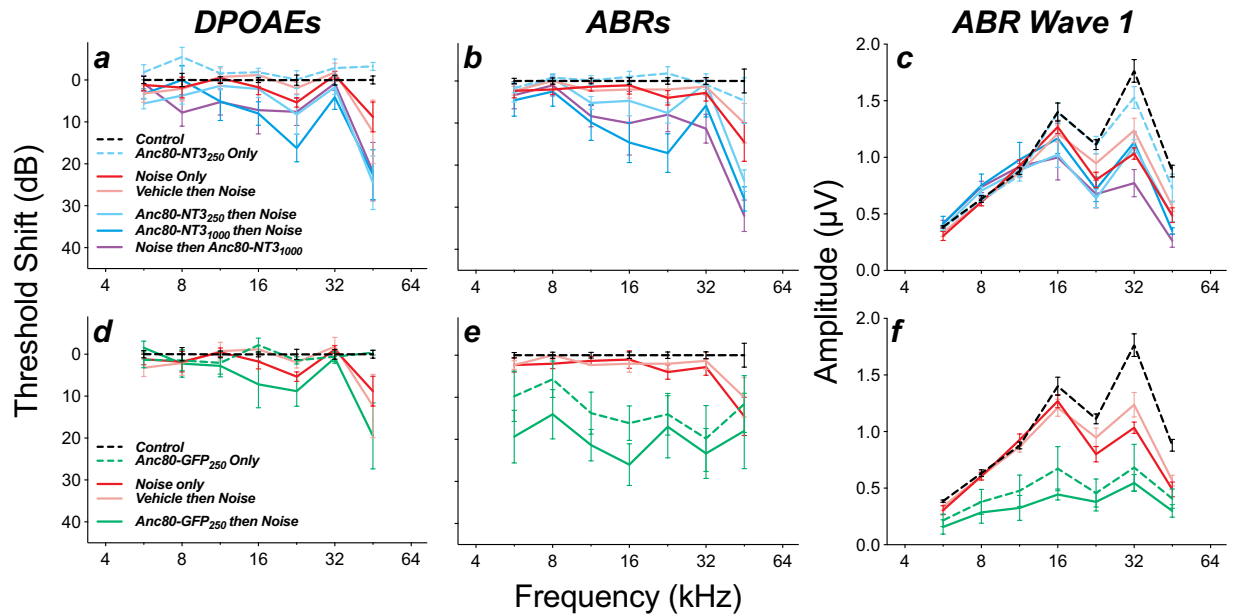 DPOAEs
ABRs
ABR Wave 1
a
b
c
0
10
20
30
40
Control
Anc80-NT3250 Only
Noise Only
Vehicle then Noise
Anc80-NT3250 then Noise
Anc80-NT31000 then Noise
Noise then Anc80-NT31000
2.0
1.5
1.0
0.5
0.0
4 8 16 32 64
4 8 16 32 64
4 8 16 32 64
Threshold Shift (dB)
Amplitude (µV)
d
e
f
0
10
20
30
40
Control
Anc80-GFP250 Only
Noise only
Vehicle then Noise
Anc80-GFP250 then Noise
2.0
1.5
1.0
0.5
0.0
4 8 16 32 64
4 8 16 32 64
4 8 16 32 64
Frequency (kHz)